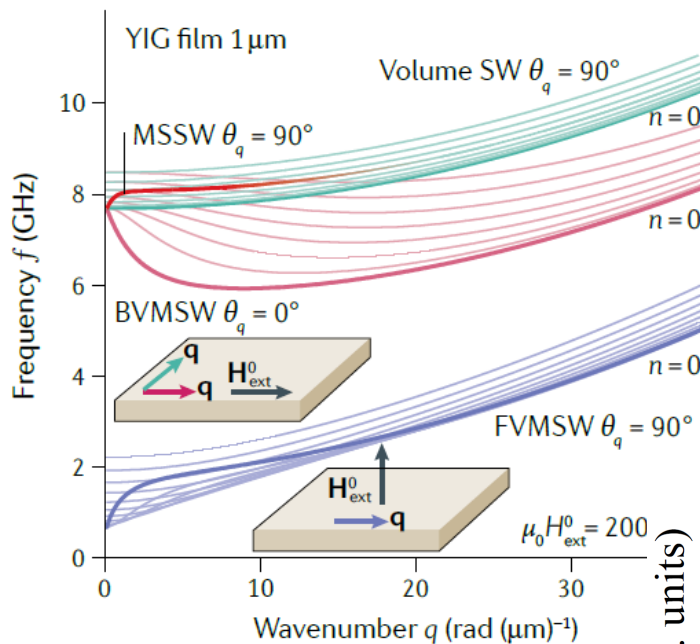 YIG film 1 μm
Volume SW θq = 90°
10
n = 0
MSSW θq = 90°
8
n = 0
Frequency f (GHz)
6
BVMSW θq = 0°
q
q
H⁰ext
4
n = 0
FVMSW θq = 90°
2
H⁰ext
q
μ₀H⁰ext = 200
0
0
10
20
30
Wavenumber q (rad (μm)⁻¹)
units)